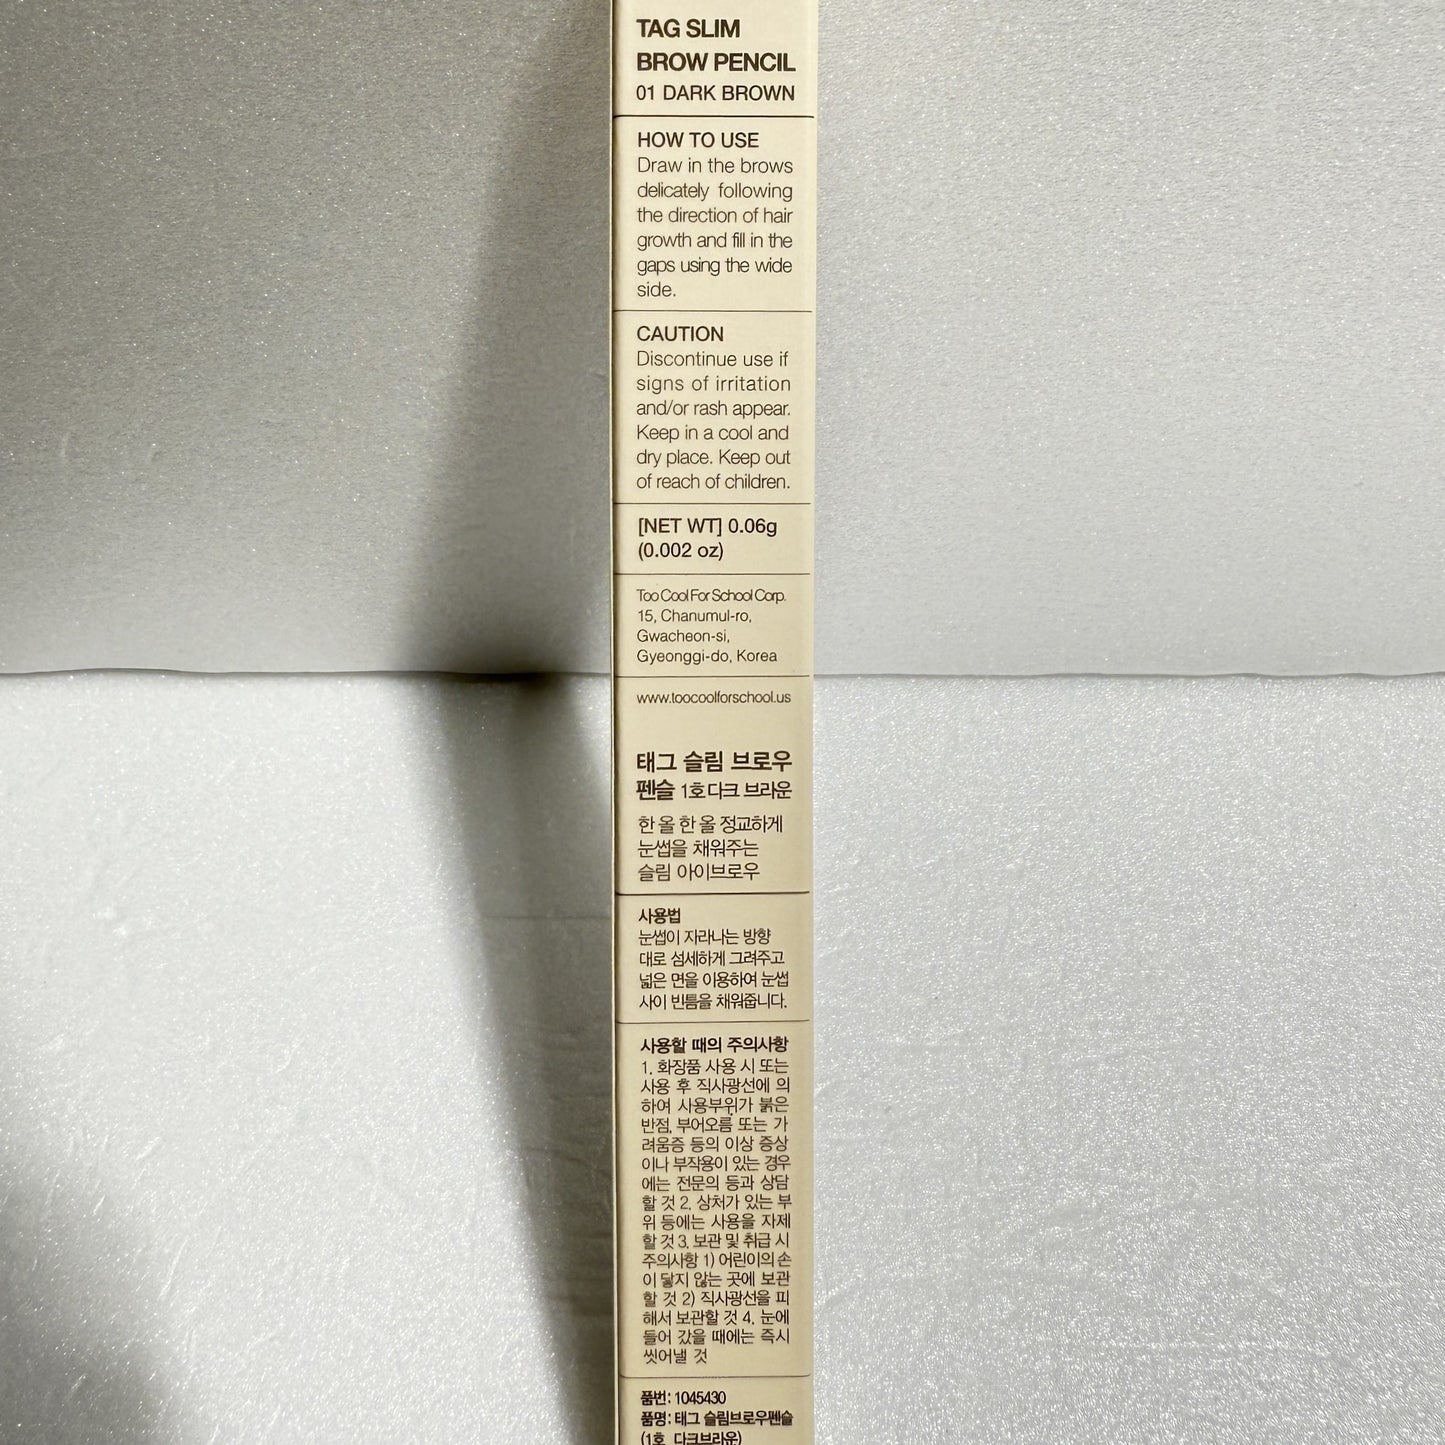 TAG SLIM
BROW PENCIL
01 DARK BROWN
HOW TO USE
Draw in the brows
delicately following
the direction of hair
growth and fill in the
gaps using the wide
side.
CAUTION
Discontinue use if
signs of irritation
and/or rash appear.
Keep in a cool and
dry place. Keep out
of reach of children.
[NET WT] 0.06g
(0.002 oz)
Too Cool For School Corp.
15, Chanumul-ro,
Gwacheon-si,
Gyeonggi-do, Korea
www.toocoolforschool.us
태그 슬림 브로우
펜슬 1호 다크 브라운
한 올 한 올 정교하게
눈썹을 채워주는
슬림 아이브로우
사용법
눈썹이 자라나는 방향
대로 섬세하게 그려주고
넓은 면을 이용하여 눈썹
사이 빈틈을 채워줍니다.
사용할 때의 주의사항
1. 화장품 사용 시 또는
사용 후 직사광선에 의
하여 사용부위가 붉은
반점, 부어오름 또는 가
려움증 등의 이상 증상
이나 부작용이 있는 경우
에는 전문의 등과 상담
할 것 2. 상처가 있는 부
위 등에는 사용을 자제
할 것 3. 보관 및 취급 시
주의사항 1) 어린이의 손
이 닿지 않는 곳에 보관
할 것 2) 직사광선을 피
해서 보관할 것 4. 눈에
들어 갔을 때에는 즉시
씻어낼 것
품번: 1045430
품명: 태그 슬림브로우펜슬
(1호 다크브라운)